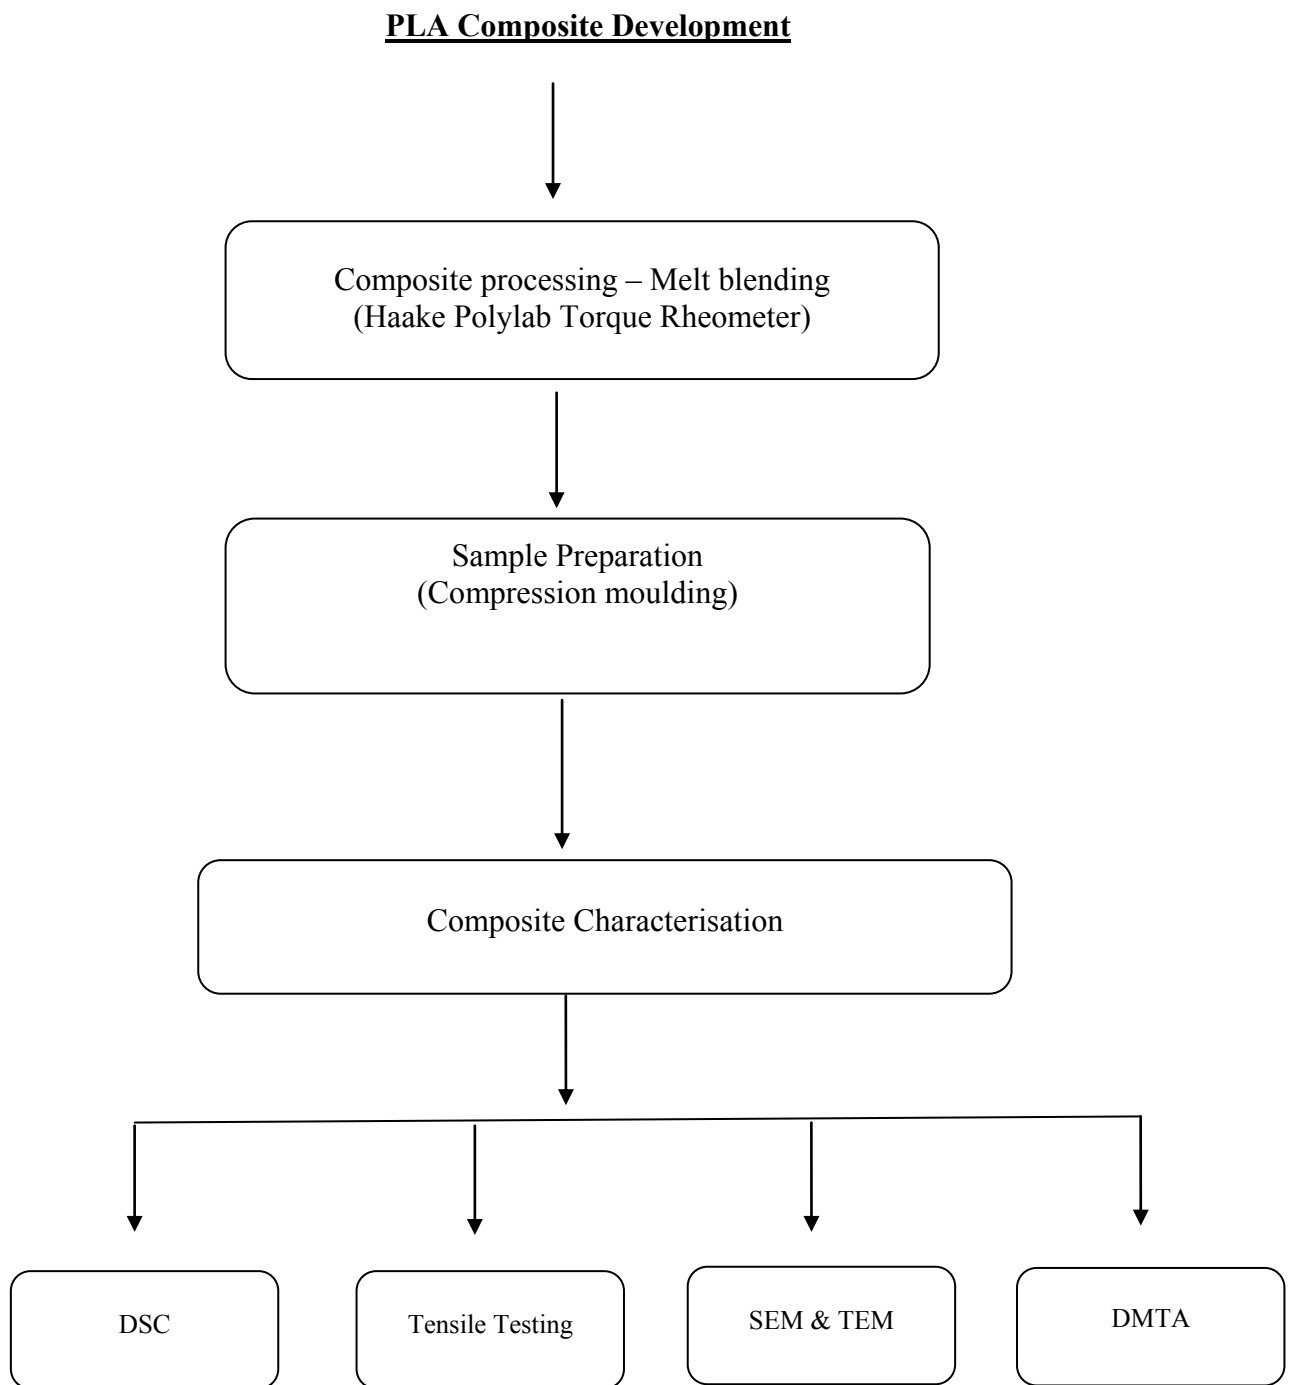 PLA Composite Development
Composite processing – Melt blending
(Haake Polylab Torque Rheometer)
Sample Preparation
(Compression moulding)
Composite Characterisation
DSC
Tensile Testing
SEM & TEM
DMTA